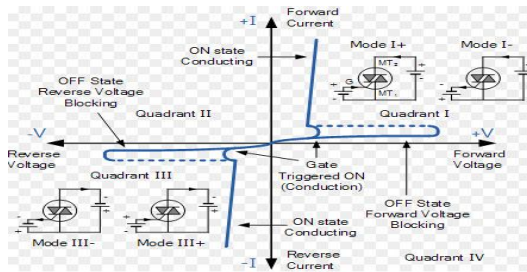 +I
Forward
Current
ON state
Conducting
Mode I+
Mode I-
MT₂
G
MT₁
OFF State
Reverse Voltage
Blocking
Quadrant II
Quadrant I
-V
+V
Reverse
Voltage
Forward
Voltage
Quadrant III
Gate
Triggered ON
(Conduction)
OFF State
Forward Voltage
Blocking
ON state
Conducting
Mode III-
Mode III+
-I
Reverse
Current
Quadrant IV